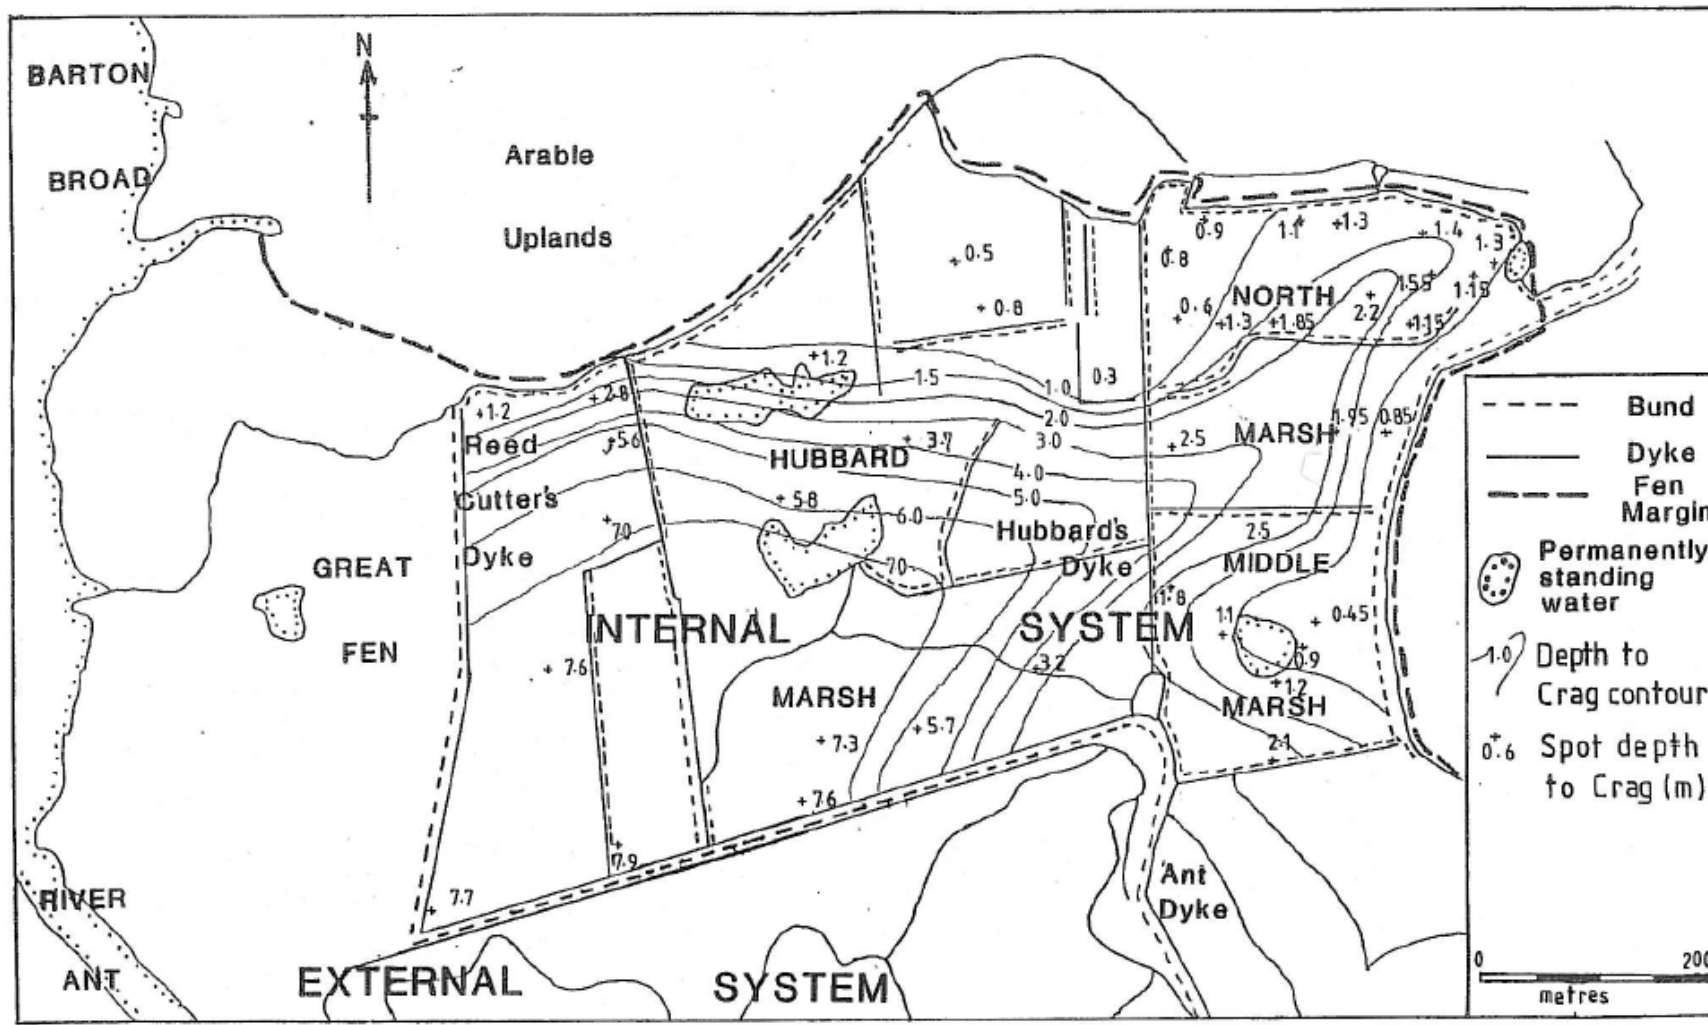 N
BARTON
BROAD
Arable
Uplands
0.5
0.8
0.9
1.1
1.3
1.4
1.3
0.8
0.6
NORTH
1.3
1.85
1.55
2.2
1.15
1.15
1.2
1.5
1.0
0.3
2.0
1.2
2.8
Reed
5.6
HUBBARD
3.7
3.0
2.5
MARSH
1.95
0.85
4.0
5.0
Cutter's
5.8
6.0
Hubbard's
2.5
70
Dyke
70
Dyke
MIDDLE
GREAT
FEN
1.8
11
0.45
INTERNAL
SYSTEM
7.6
3.2
0.9
1.2
MARSH
MARSH
7.3
5.7
2.1
7.6
7.9
7.7
Ant
Dyke
RIVER
ANT
EXTERNAL
SYSTEM
Bund
Dyke
Fen
Margin
Permanently
standing
water
1.0
Depth to
Crag contour
0.6
Spot depth
to Crag (m)
0
200
metres